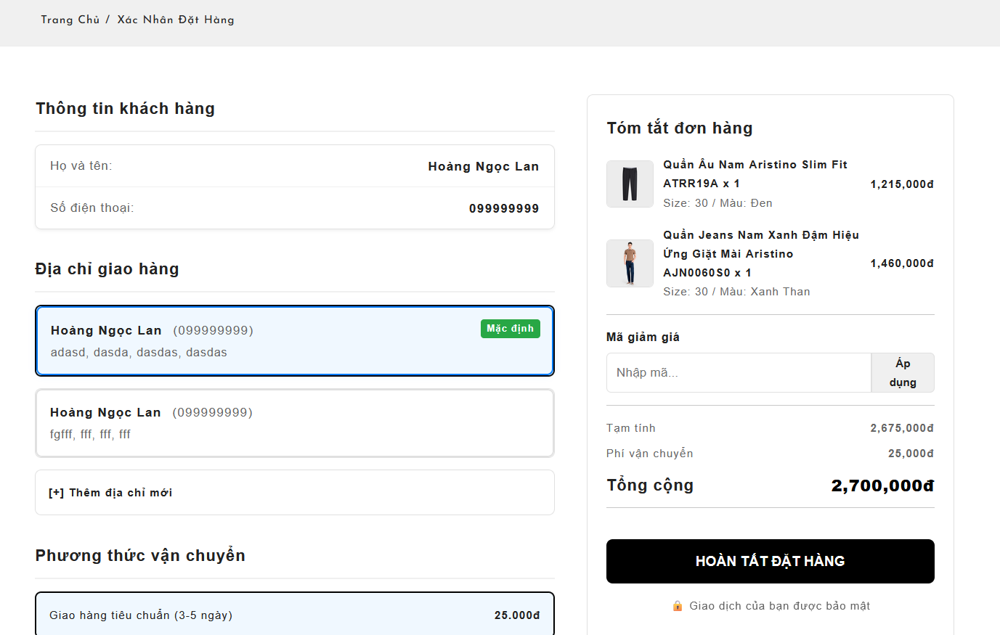 Trang Chủ / Xác Nhân Đặt Hàng
Thông tin khách hàng
Họ và tên: Hoàng Ngọc Lan
Số điện thoại: 099999999
Địa chỉ giao hàng
Hoàng Ngọc Lan (099999999) Mặc định
adasd, dasda, dasdas, dasdas
Hoàng Ngọc Lan (099999999)
fgfff, fff, fff, fff
[+] Thêm địa chỉ mới
Phương thức vận chuyển
Giao hàng tiêu chuẩn (3-5 ngày) 25.000đ
Tóm tắt đơn hàng
Quần Âu Nam Aristino Slim Fit
ATRR19A x 1
1,215,000đ
Size: 30 / Màu: Đen
Quần Jeans Nam Xanh Đậm Hiệu
Ứng Giặt Mài Aristino
1,460,000đ
AJN0060S0 x 1
Size: 30 / Màu: Xanh Than
Mã giảm giá
Nhập mã...
Áp
dụng
Tạm tính 2,675,000đ
Phí vận chuyển 25,000đ
Tổng cộng 2,700,000đ
HOÀN TẤT ĐẶT HÀNG
🔒 Giao dịch của bạn được bảo mật